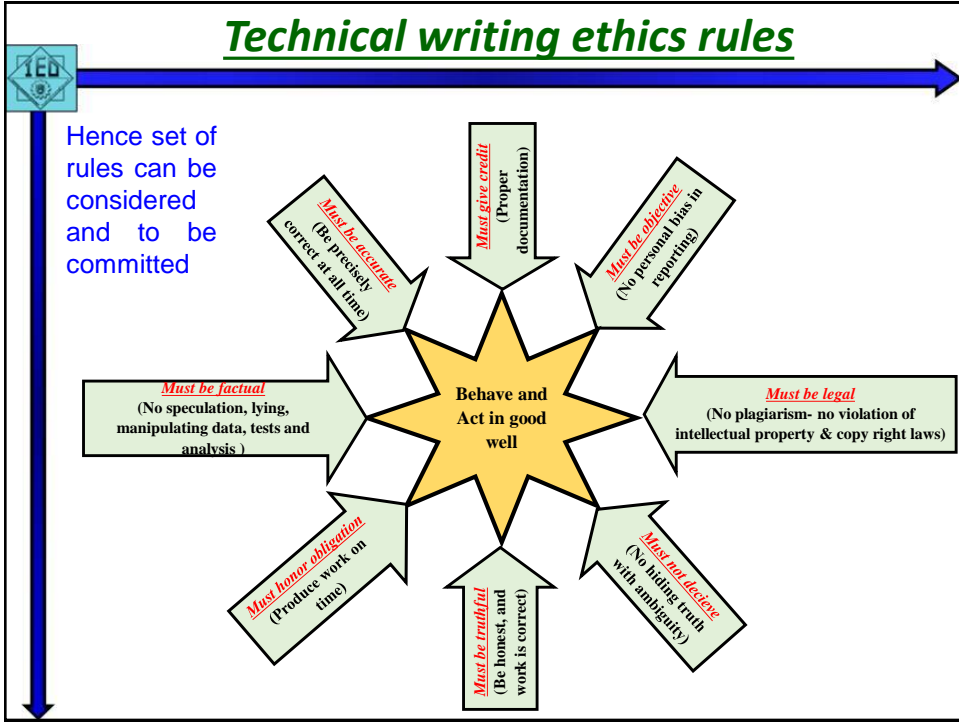 Technical writing ethics rules
IED
Hence set of
rules can be
considered
and to be
committed
Must give credit
(Proper
documentation)
Must be objective
(No personal bias in
reporting)
Must be legal
(No plagiarism- no violation of
intellectual property & copy right laws)
Must not decieve
(No hiding truth
with ambiguity)
Must be truthful
(Be honest, and
work is correct)
Must honor obligation
(Produce work on
time)
Must be factual
(No speculation, lying,
manipulating data, tests and
analysis )
Must be accurate
(Be precisely
correct at all time)
Behave and
Act in good
well